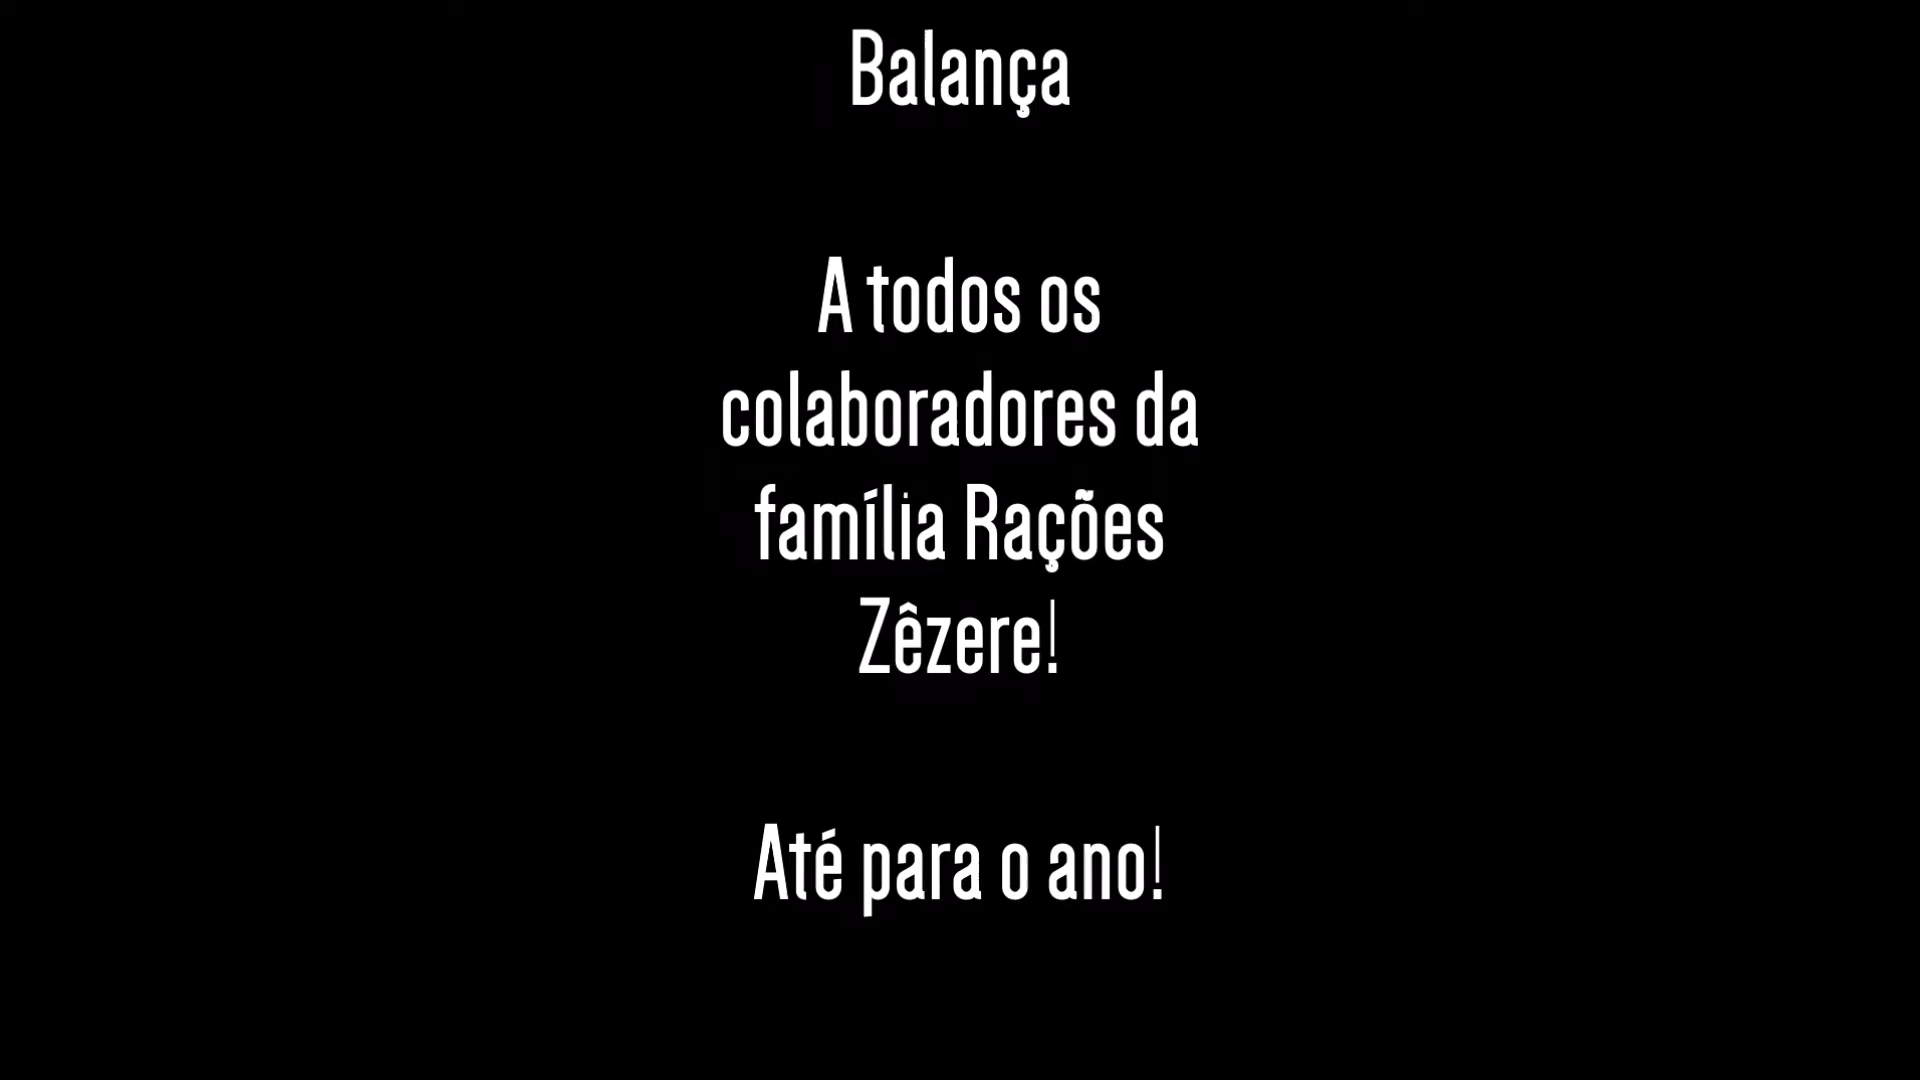 Balança
A todos os
colaboradores da
família Rações
Zêzere!
Até para o ano!